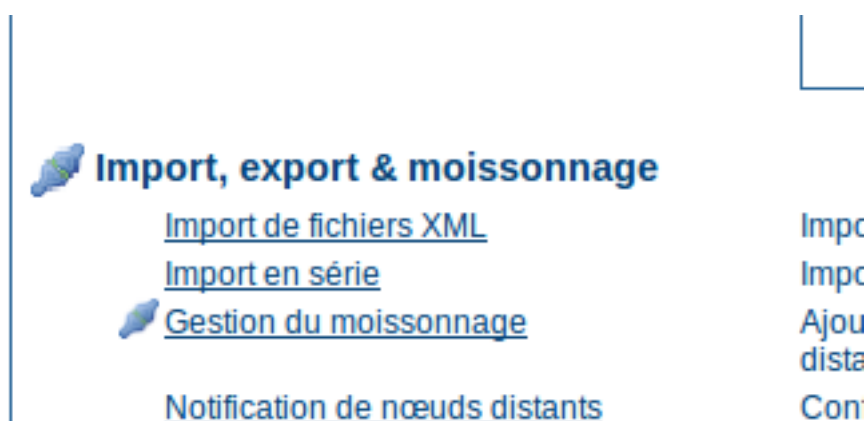 Import, export & moissonnage
Import de fichiers XML
Import en série
Gestion du moissonnage
Notification de nœuds distants